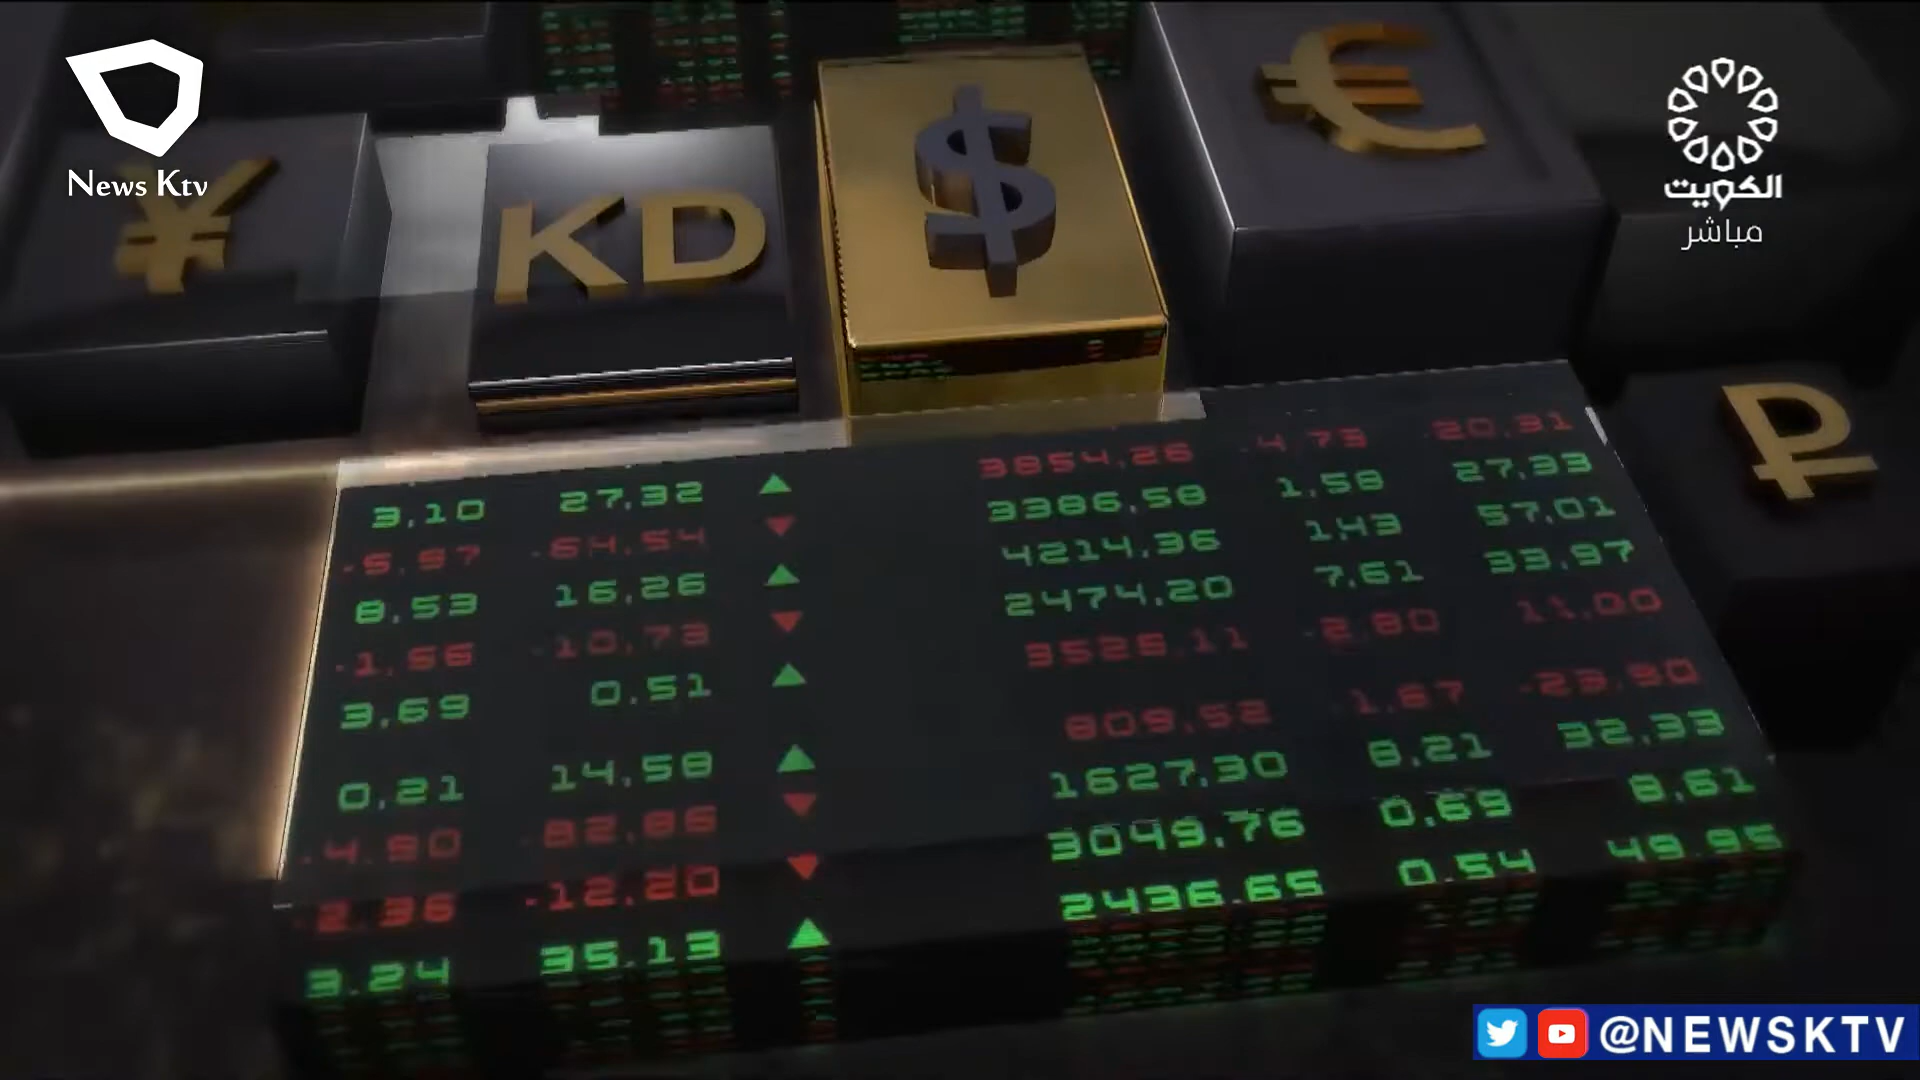 News Ktv
الكويت
مباشر
¥
KD
$
€
₽
3854.26 -4.73 -20.31
3.10 27.32 ▲ 3386.58 1.58 27.33
-5.97 -64.54 ▼ 4214.36 1.43 57.01
8.53 16.26 ▲ 2474.20 7.61 33.97
-1.56 -10.73 ▼ 3525.11 -2.80 11.00
3.69 0.51 ▲
809.52 -1.67 -23.90
0.21 14.58 ▲ 1627.30 8.21 32.33
-4.90 -82.86 ▼ 3049.76 0.69 8.61
-2.36 -12.20 ▼ 2436.65 0.54 49.95
3.24 35.13 ▲
@NEWSKTV